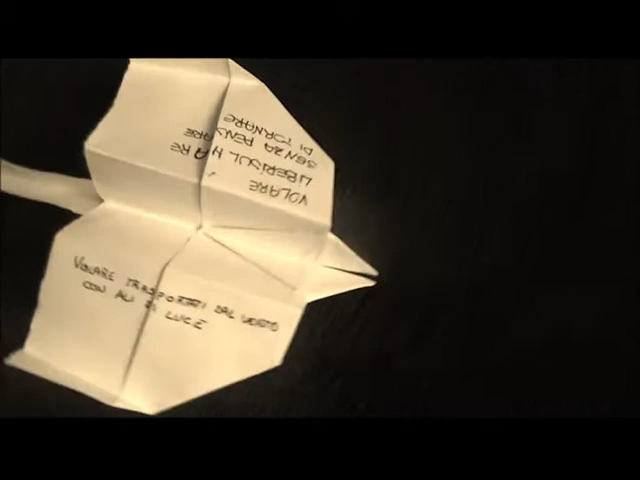 VOLARE
LIBERI SUL MARE
SENZA PENSARE
DI TORNARE
VOLARE TRASPORTATI DAL VENTO
CON ALI DI LUCE